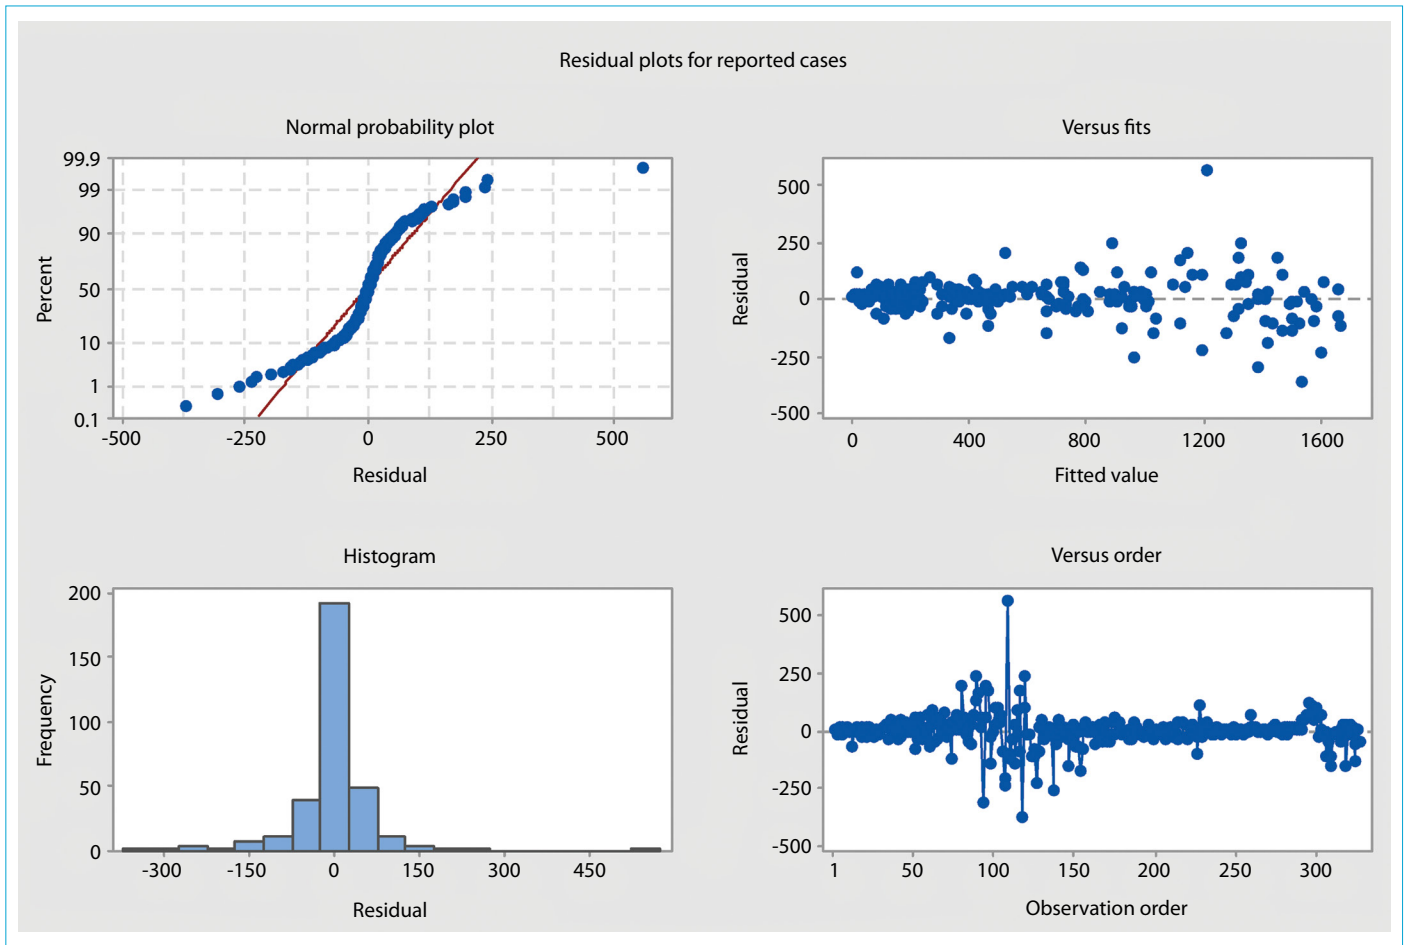 Residual plots for reported cases
Normal probability plot
99.9
99
90
50
10
1
0.1
Percent
-500 -250 0 250 500
Residual
Versus fits
500
250
0
-250
-500
Residual
0 400 800 1200 1600
Fitted value
Histogram
200
150
100
50
0
Frequency
-300 -150 0 150 300 450
Residual
Versus order
500
250
0
-250
-500
Residual
1 50 100 150 200 250 300
Observation order